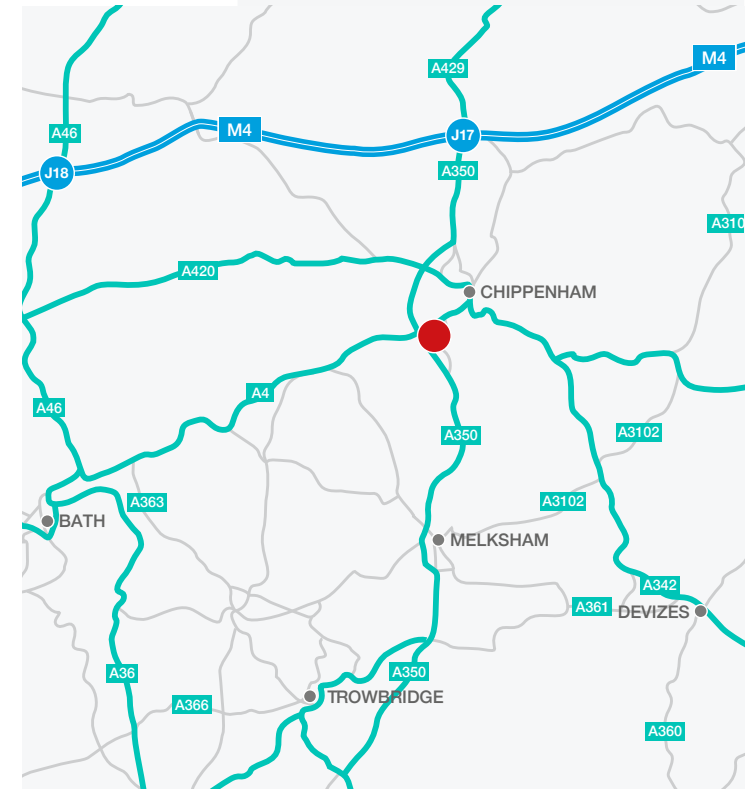 M4
A429
M4
A46
J17
J18
A350
A310
A420
CHIPPENHAM
A4
A46
A3102
A350
A363
A3102
BATH
MELKSHAM
A342
A361
DEVIZES
A36
A350
TROWBRIDGE
A366
A360